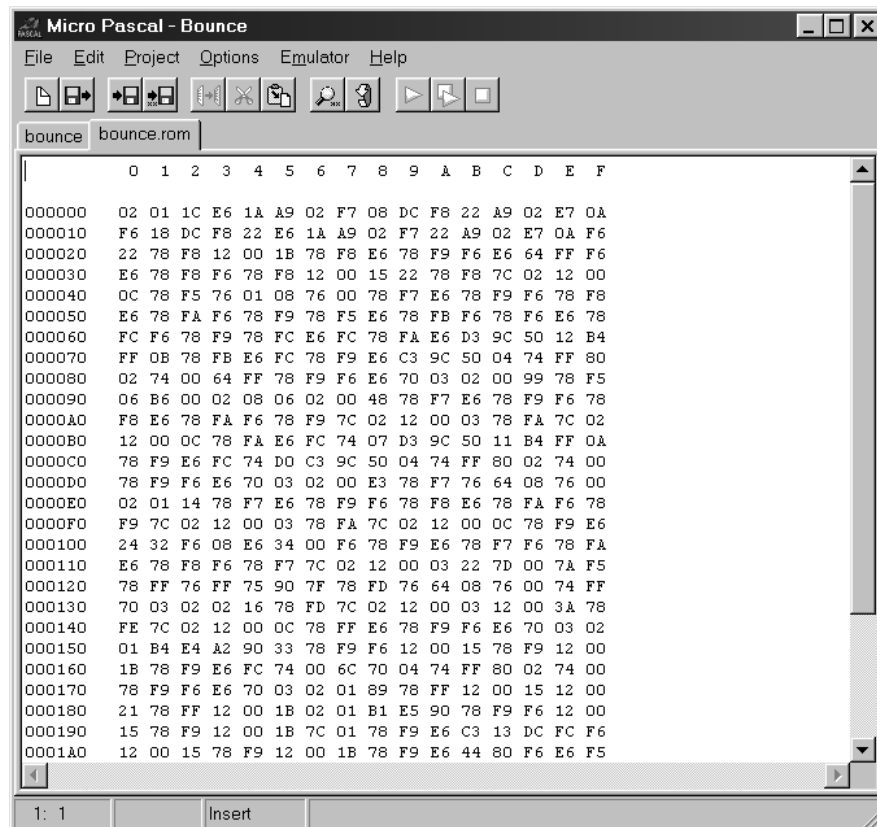 Micro Pascal - Bounce
File Edit Project Options Emulator Help
bounce bounce.rom
0 1 2 3 4 5 6 7 8 9 A B C D E F
000000 02 01 1C E6 1A A9 02 F7 08 DC F8 22 A9 02 E7 0A
000010 F6 18 DC F8 22 E6 1A A9 02 F7 22 A9 02 E7 0A F6
000020 22 78 F8 12 00 1B 78 F8 E6 78 F9 F6 E6 64 FF F6
000030 E6 78 F8 F6 78 F8 12 00 15 22 78 F8 7C 02 12 00
000040 0C 78 F5 76 01 08 76 00 78 F7 E6 78 F9 F6 78 F8
000050 E6 78 FA F6 78 F9 78 F5 E6 78 FB F6 78 F6 E6 78
000060 FC F6 78 F9 78 FC E6 FC 78 FA E6 D3 9C 50 12 B4
000070 FF 0B 78 FB E6 FC 78 F9 E6 C3 9C 50 04 74 FF 80
000080 02 74 00 64 FF 78 F9 F6 E6 70 03 02 00 99 78 F5
000090 06 B6 00 02 08 06 02 00 48 78 F7 E6 78 F9 F6 78
0000A0 F8 E6 78 FA F6 78 F9 7C 02 12 00 03 78 FA 7C 02
0000B0 12 00 0C 78 FA E6 FC 74 07 D3 9C 50 11 B4 FF 0A
0000C0 78 F9 E6 FC 74 D0 C3 9C 50 04 74 FF 80 02 74 00
0000D0 78 F9 F6 E6 70 03 02 00 E3 78 F7 76 64 08 76 00
0000E0 02 01 14 78 F7 E6 78 F9 F6 78 F8 E6 78 FA F6 78
0000F0 F9 7C 02 12 00 03 78 FA 7C 02 12 00 0C 78 F9 E6
000100 24 32 F6 08 E6 34 00 F6 78 F9 E6 78 F7 F6 78 FA
000110 E6 78 F8 F6 78 F7 7C 02 12 00 03 22 7D 00 7A F5
000120 78 FF 76 FF 75 90 7F 78 FD 76 64 08 76 00 74 FF
000130 70 03 02 02 16 78 FD 7C 02 12 00 03 12 00 3A 78
000140 FE 7C 02 12 00 0C 78 FF E6 78 F9 F6 E6 70 03 02
000150 01 B4 E4 A2 90 33 78 F9 F6 12 00 15 78 F9 12 00
000160 1B 78 F9 E6 FC 74 00 6C 70 04 74 FF 80 02 74 00
000170 78 F9 F6 E6 70 03 02 01 89 78 FF 12 00 15 12 00
000180 21 78 FF 12 00 1B 02 01 B1 E5 90 78 F9 F6 12 00
000190 15 78 F9 12 00 1B 7C 01 78 F9 E6 C3 13 DC FC F6
0001A0 12 00 15 78 F9 12 00 1B 78 F9 E6 44 80 F6 E6 F5
1: 1 Insert